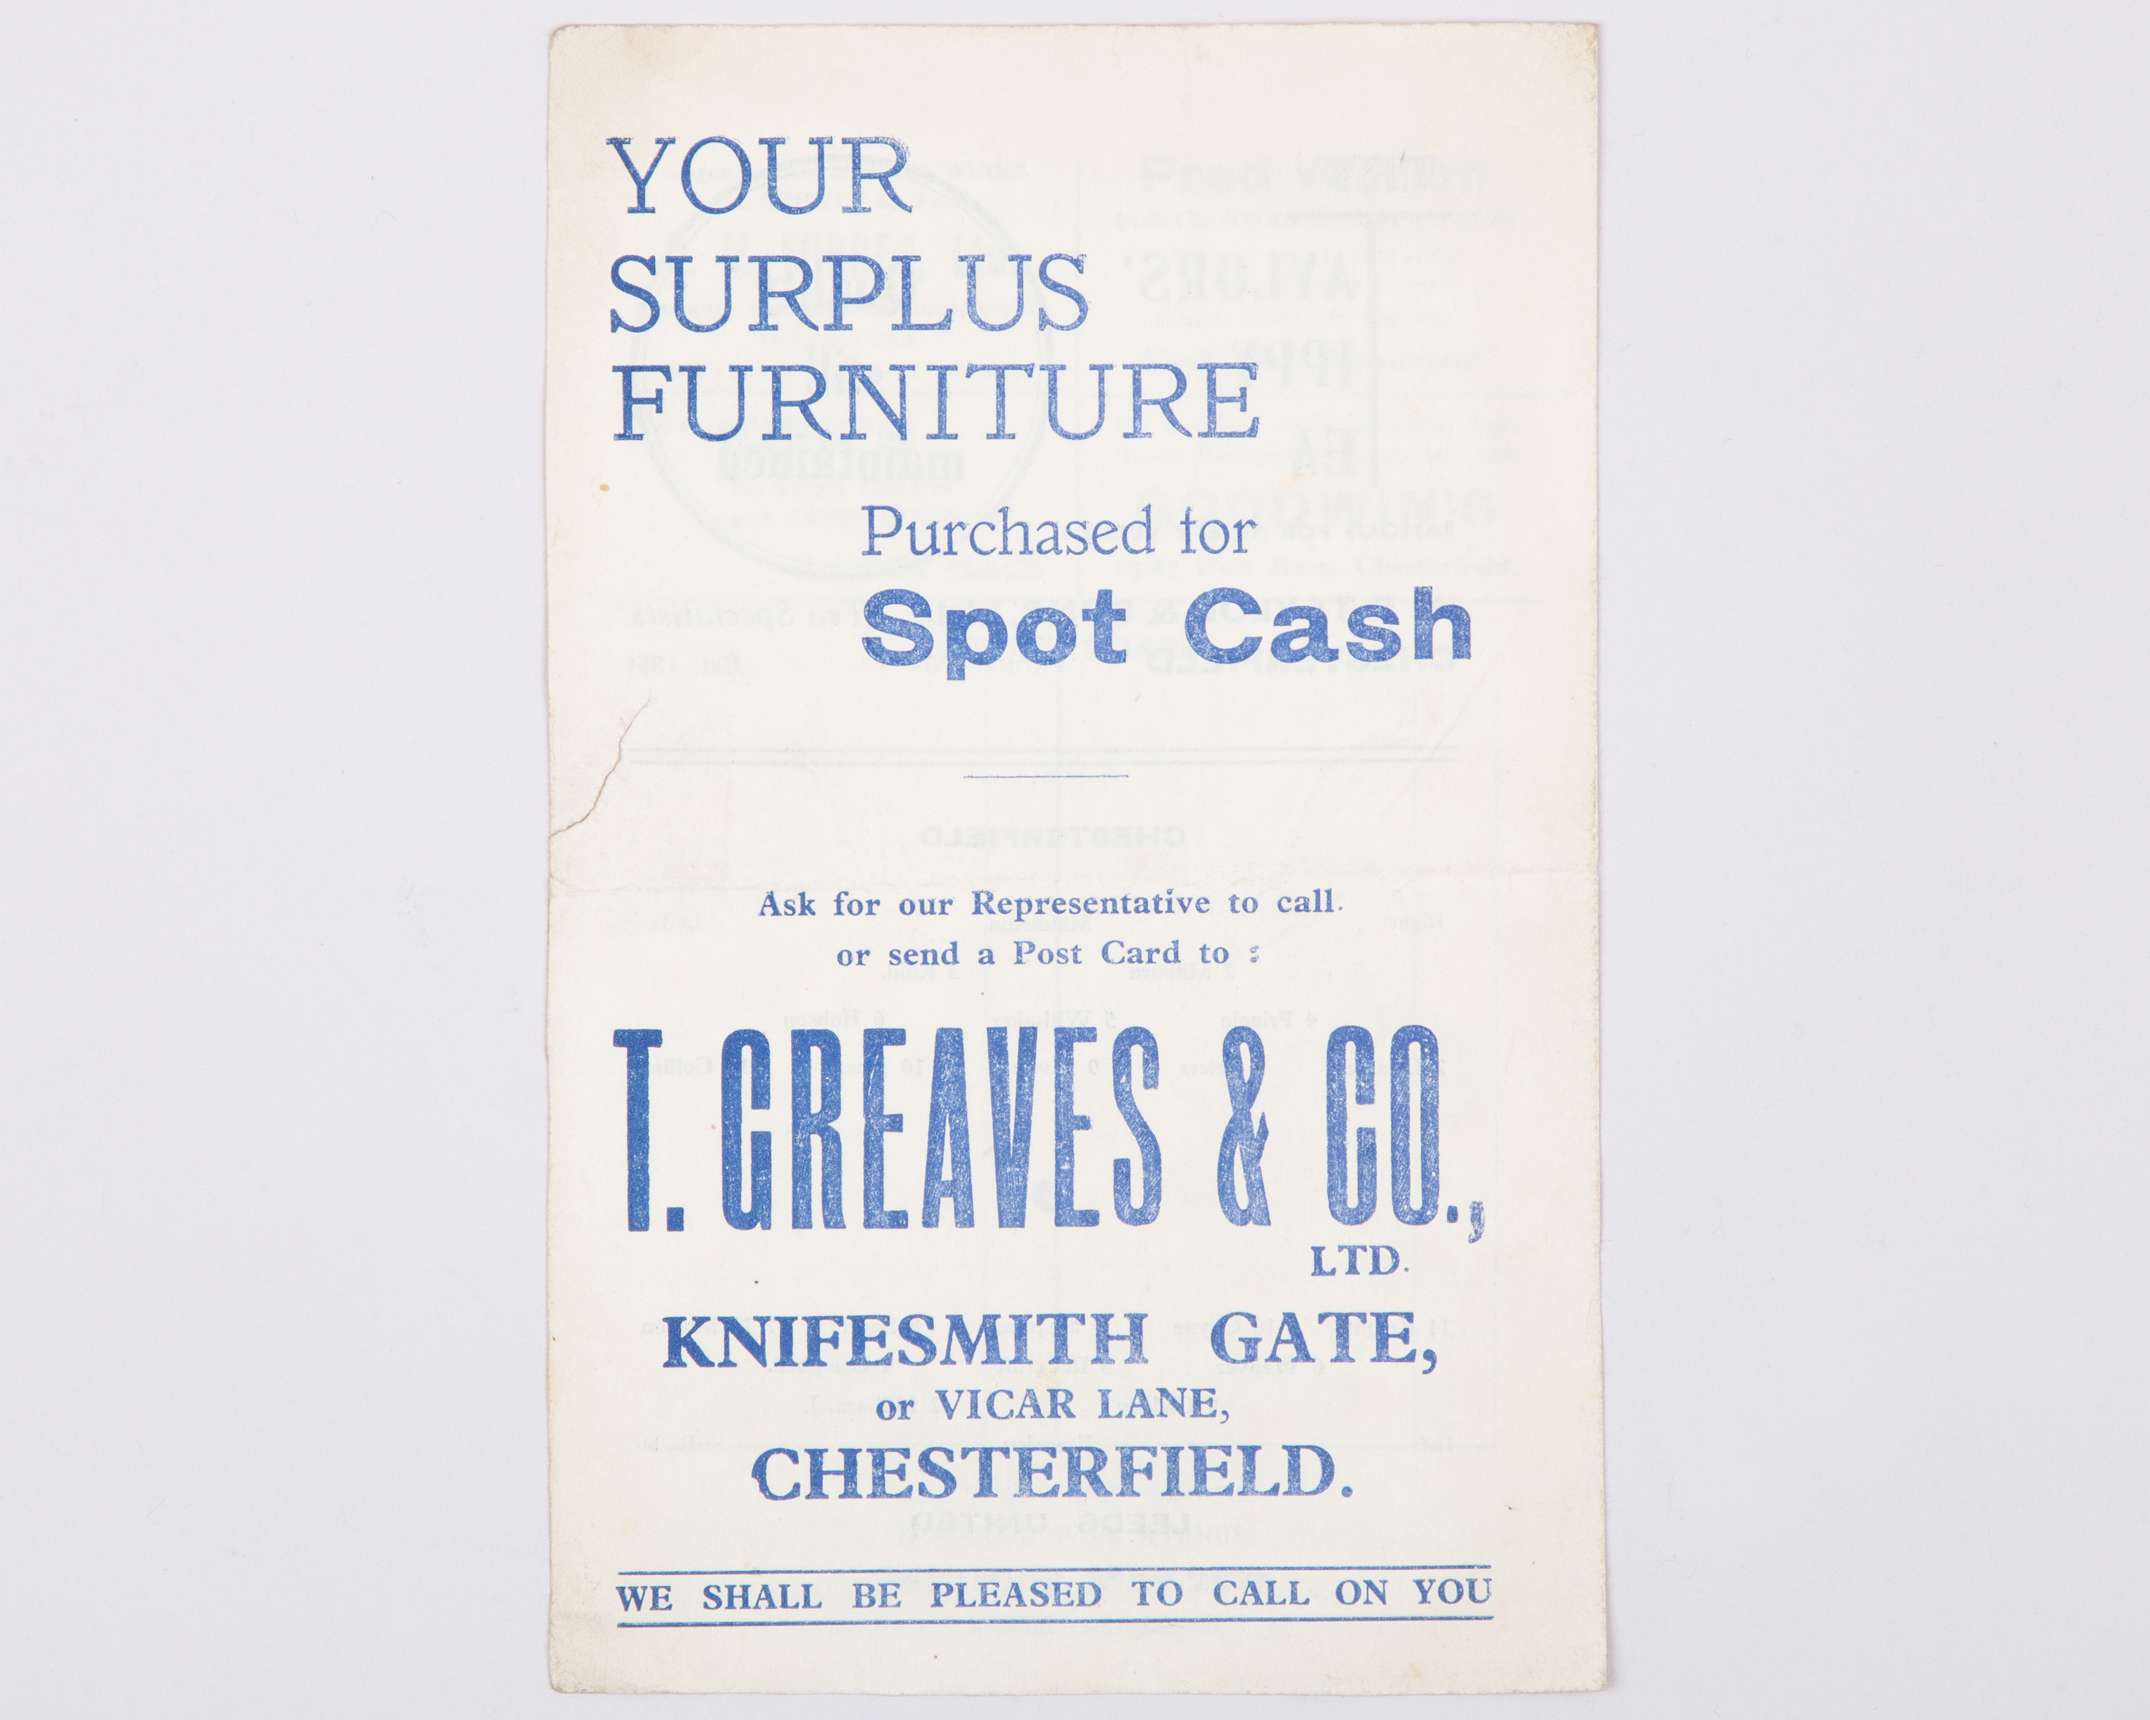 YOUR
SURPLUS
FURNITURE
Purchased for
Spot Cash
Ask for our Representative to call.
or send a Post Card to :
T. GREAVES & CO.,
LTD.
KNIFESMITH GATE,
or VICAR LANE,
CHESTERFIELD.
WE SHALL BE PLEASED TO CALL ON YOU